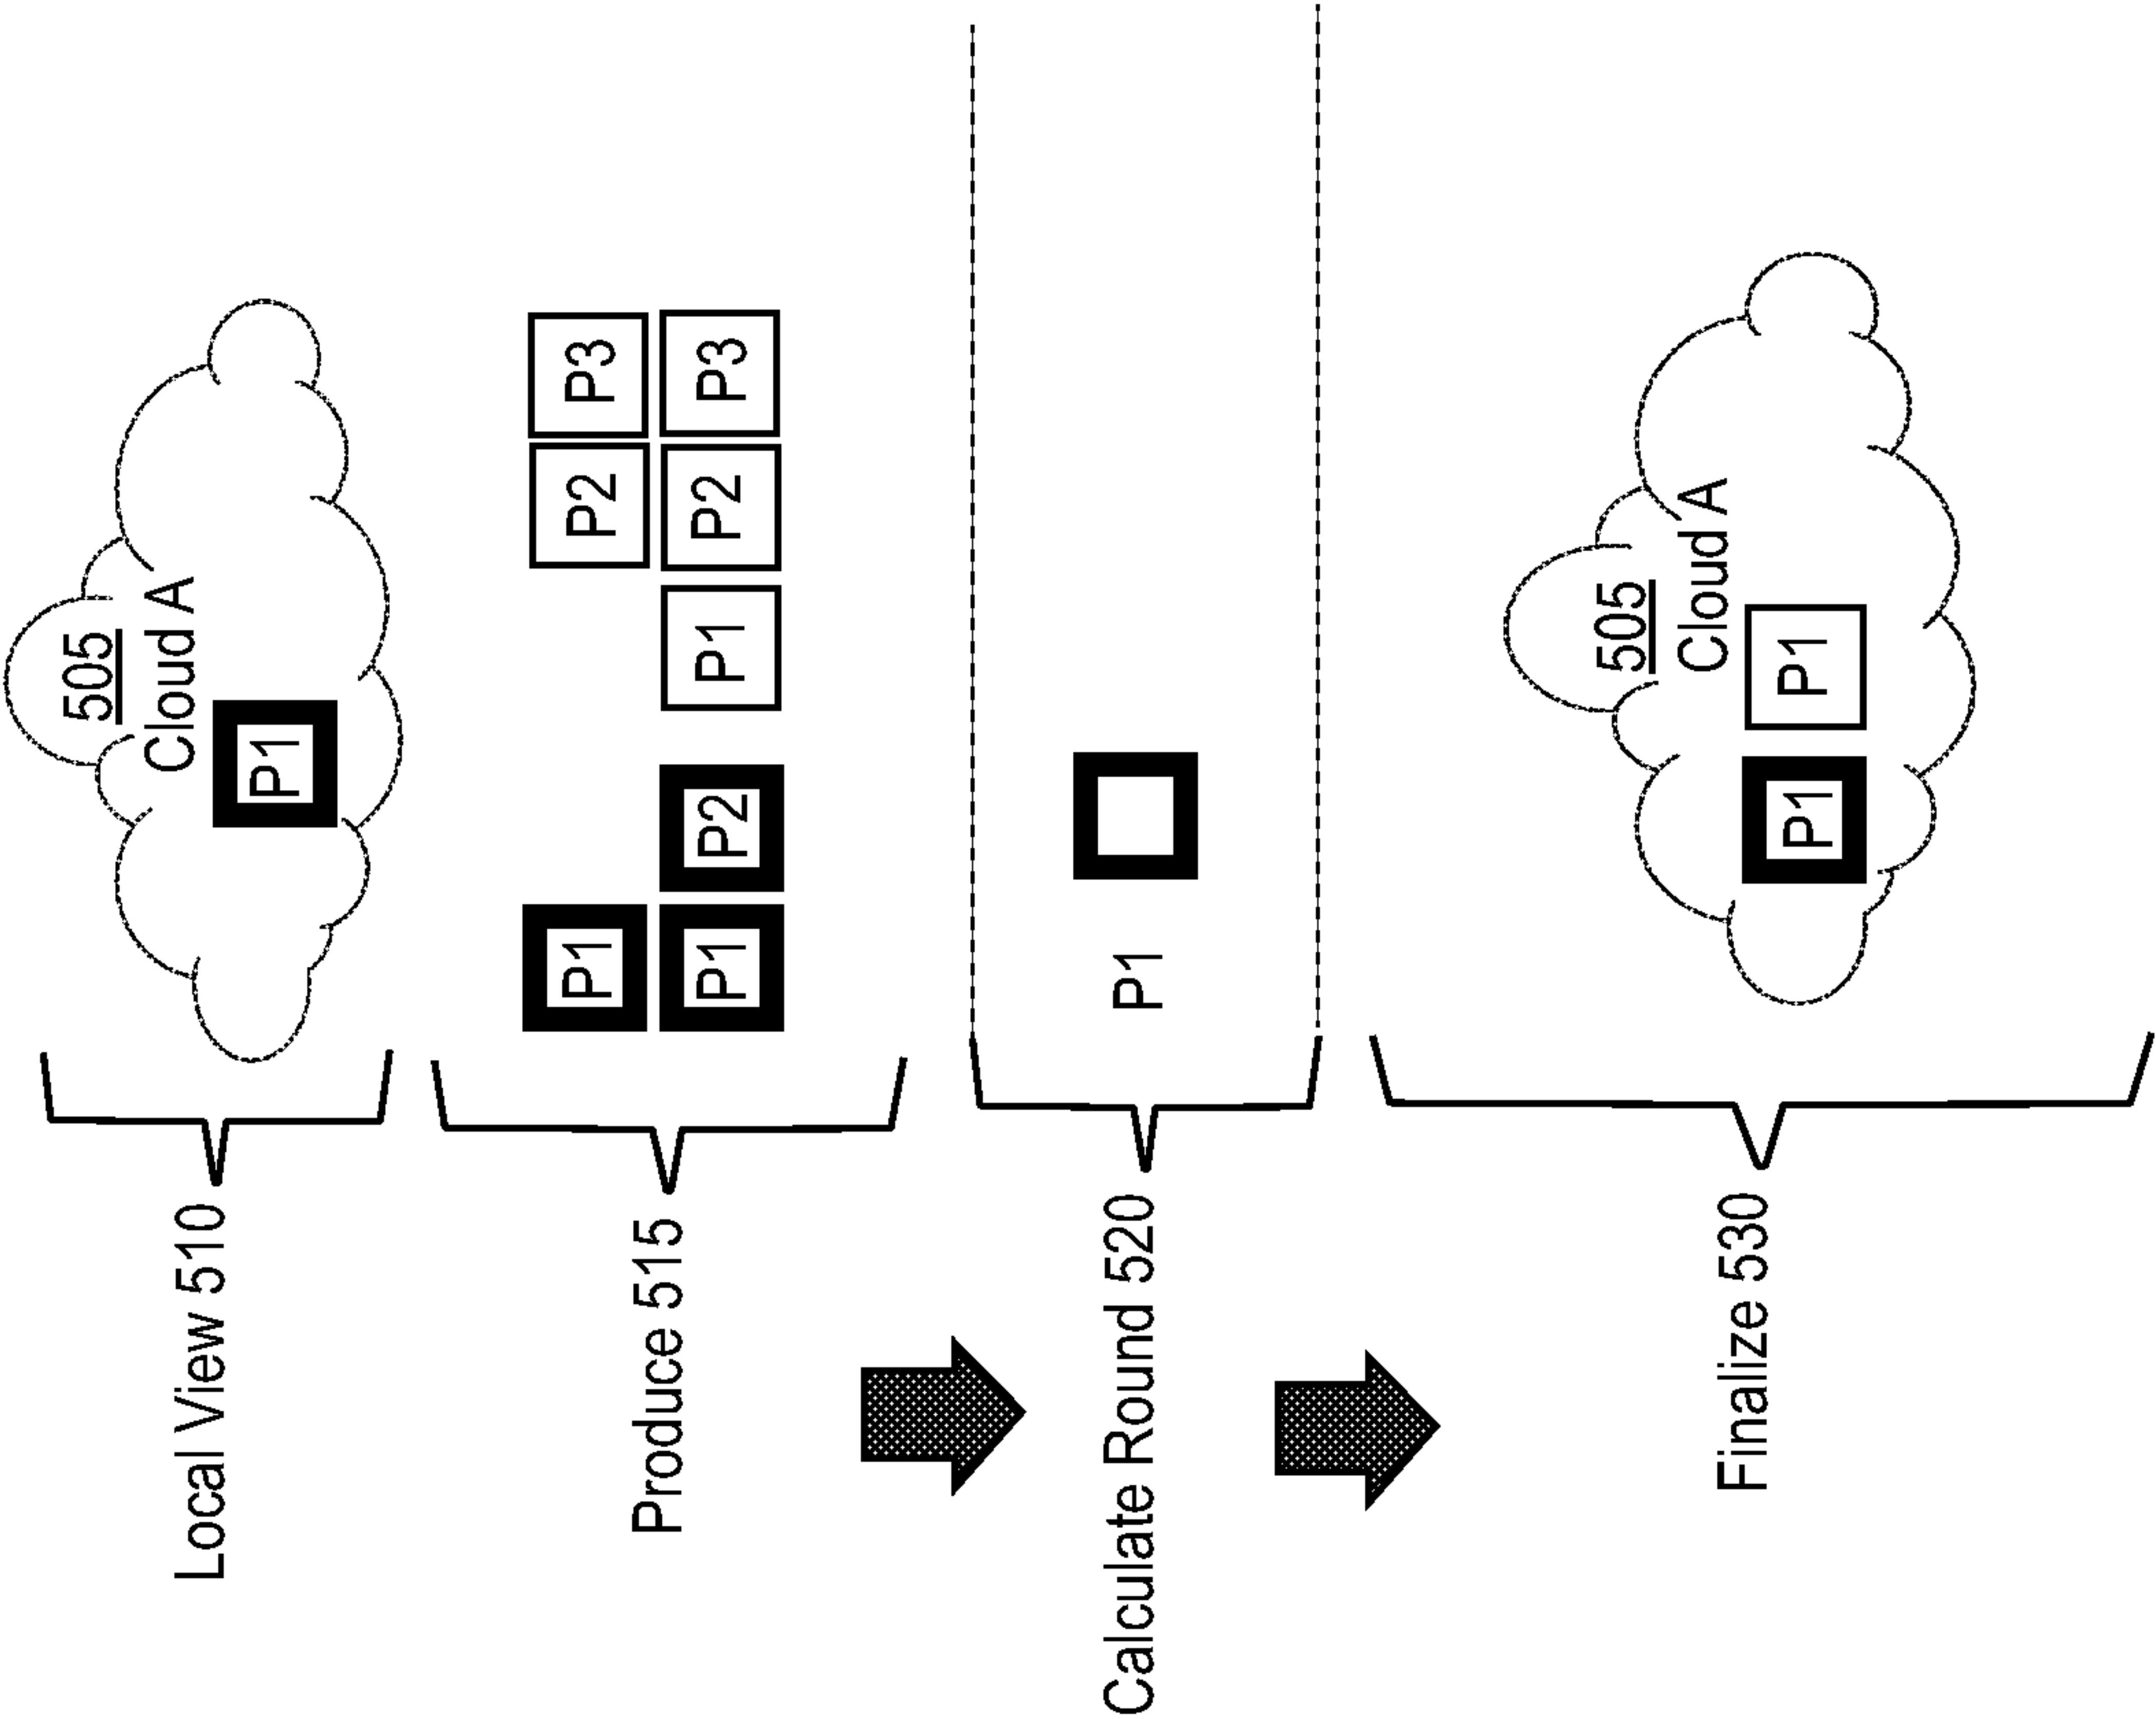 505
Cloud A
Local View 510
P1
P1 P2 P3
Produce 515
P1 P2 P1 P2 P3
Calculate Round 520
P1
505
Cloud A
Finalize 530
P1 P1